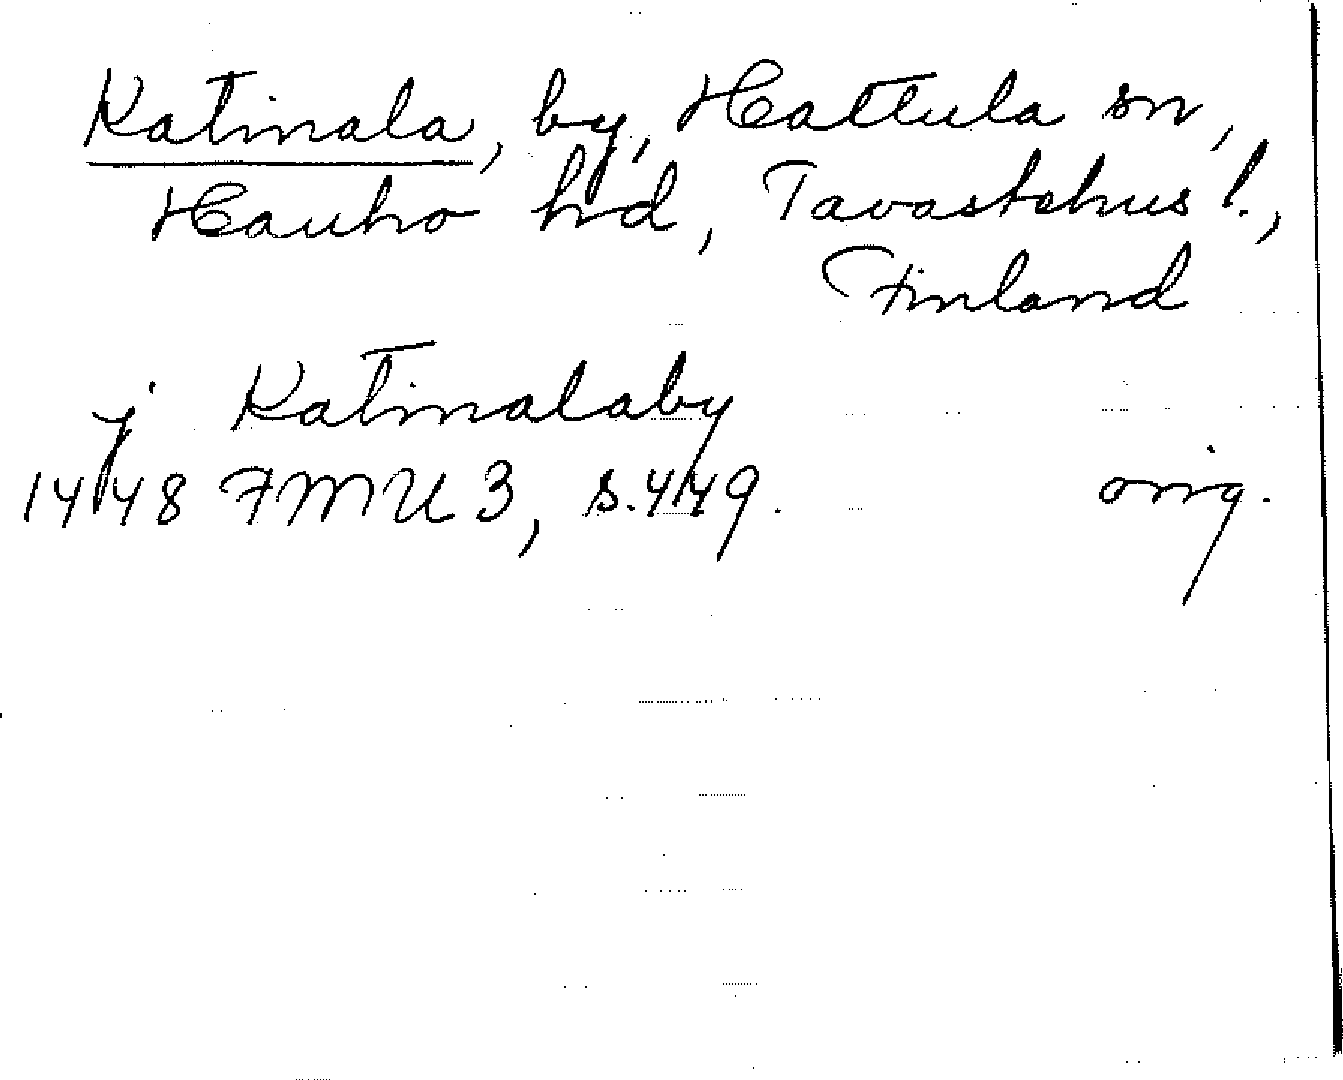 Katinala, by, Hattula sn,
Hauho hd, Tavastehus l.,
Finland
j Katinalaby
1448 FMU 3, s. 449. orig.